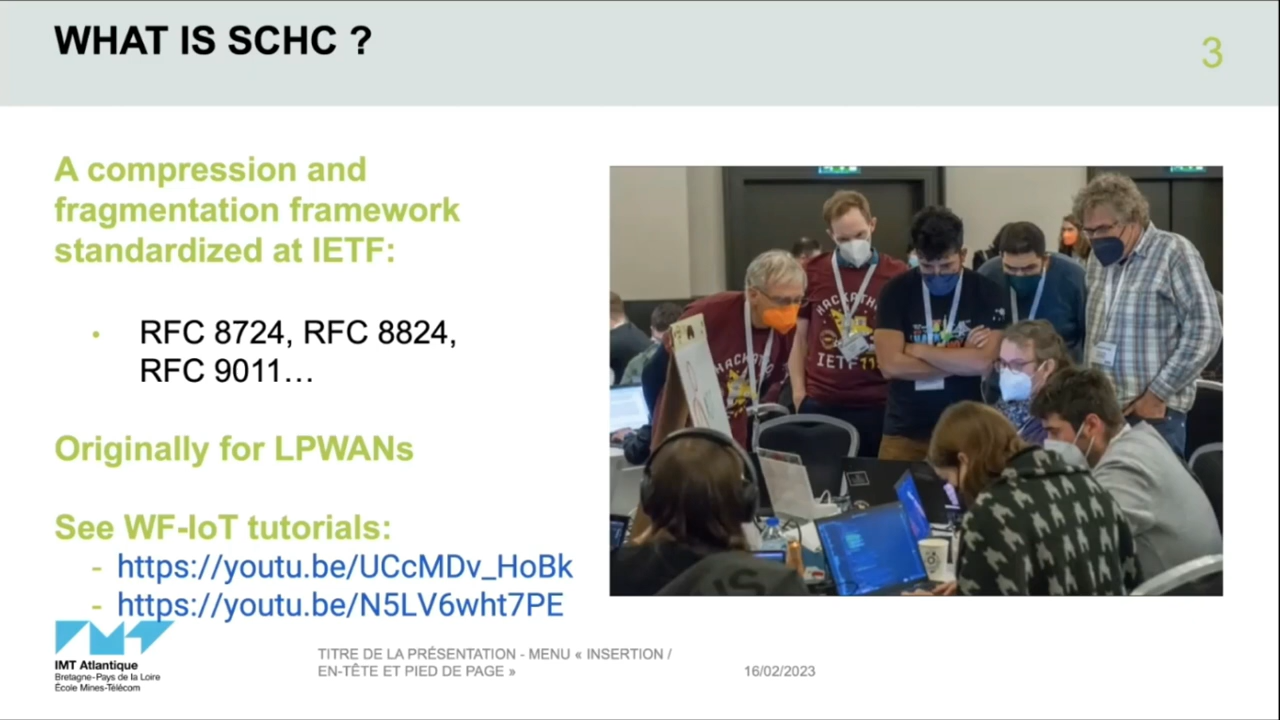 WHAT IS SCHC ?
3
A compression and
fragmentation framework
standardized at IETF:
• RFC 8724, RFC 8824,
RFC 9011…
Originally for LPWANs
See WF-IoT tutorials:
- https://youtu.be/UCcMDv_HoBk
- https://youtu.be/N5LV6wht7PE
HACKATHO
IETF
IMT Atlantique
Bretagne-Pays de la Loire
École Mines-Télécom
TITRE DE LA PRÉSENTATION - MENU « INSERTION /
EN-TÊTE ET PIED DE PAGE »
16/02/2023